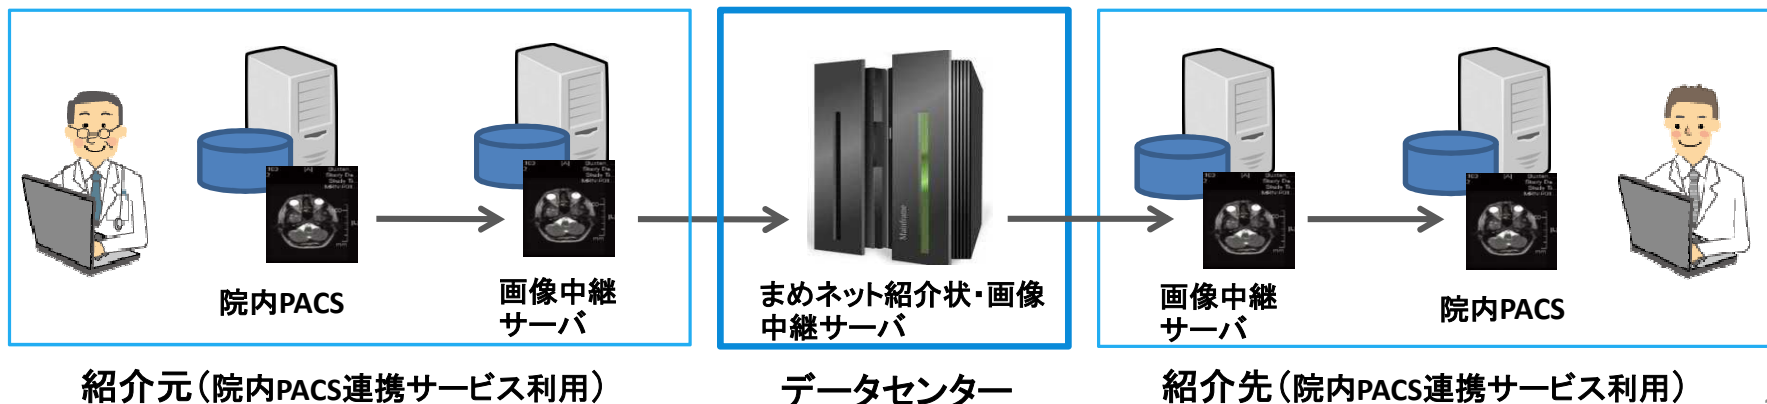 院内PACS
画像中継
サーバ
Mainframe
まめネット紹介状・画像
中継サーバ
画像中継
サーバ
院内PACS
紹介元（院内PACS連携サービス利用）
データセンター
紹介先（院内PACS連携サービス利用）